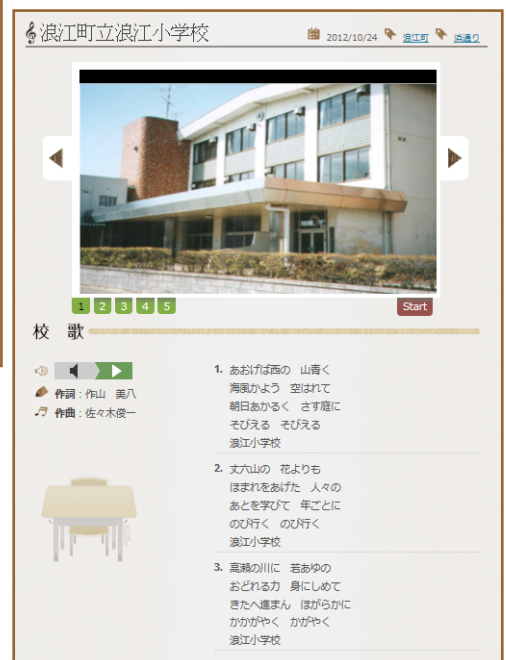 浪江町立浪江小学校
2012/10/24 浪江町 浜通り
1 2 3 4 5 Start
校 歌
作詞：作山 美八
作曲：佐々木俊一
1. あおげば西の 山青く
海風かよう 空はれて
朝日あかるく さす庭に
そびえる そびえる
浪江小学校
2. 丈六山の 花よりも
ほまれをあげた 人々の
あとを学びて 年ごとに
のび行く のび行く
浪江小学校
3. 高瀬の川に 若あゆの
おどれる力 身にしめて
きたへ進まん ほがらかに
かかがやく かがやく
浪江小学校